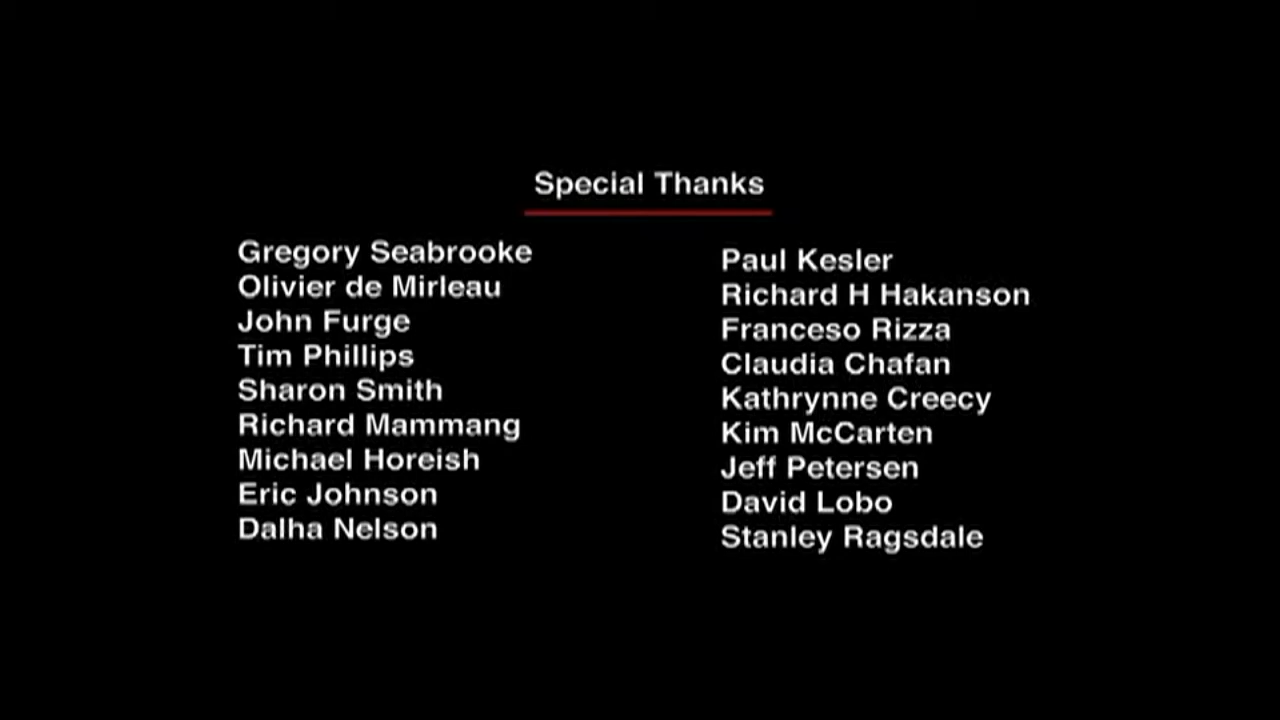 Special Thanks
Gregory Seabrooke
Olivier de Mirleau
John Furge
Tim Phillips
Sharon Smith
Richard Mammang
Michael Horeish
Eric Johnson
Dalha Nelson
Paul Kesler
Richard H Hakanson
Franceso Rizza
Claudia Chafan
Kathrynne Creecy
Kim McCarten
Jeff Petersen
David Lobo
Stanley Ragsdale